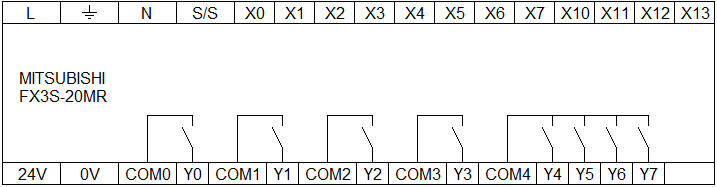 L N S/S X0 X1 X2 X3 X4 X5 X6 X7 X10 X11 X12 X13
MITSUBISHI
FX3S-20MR
24V 0V COM0 Y0 COM1 Y1 COM2 Y2 COM3 Y3 COM4 Y4 Y5 Y6 Y7